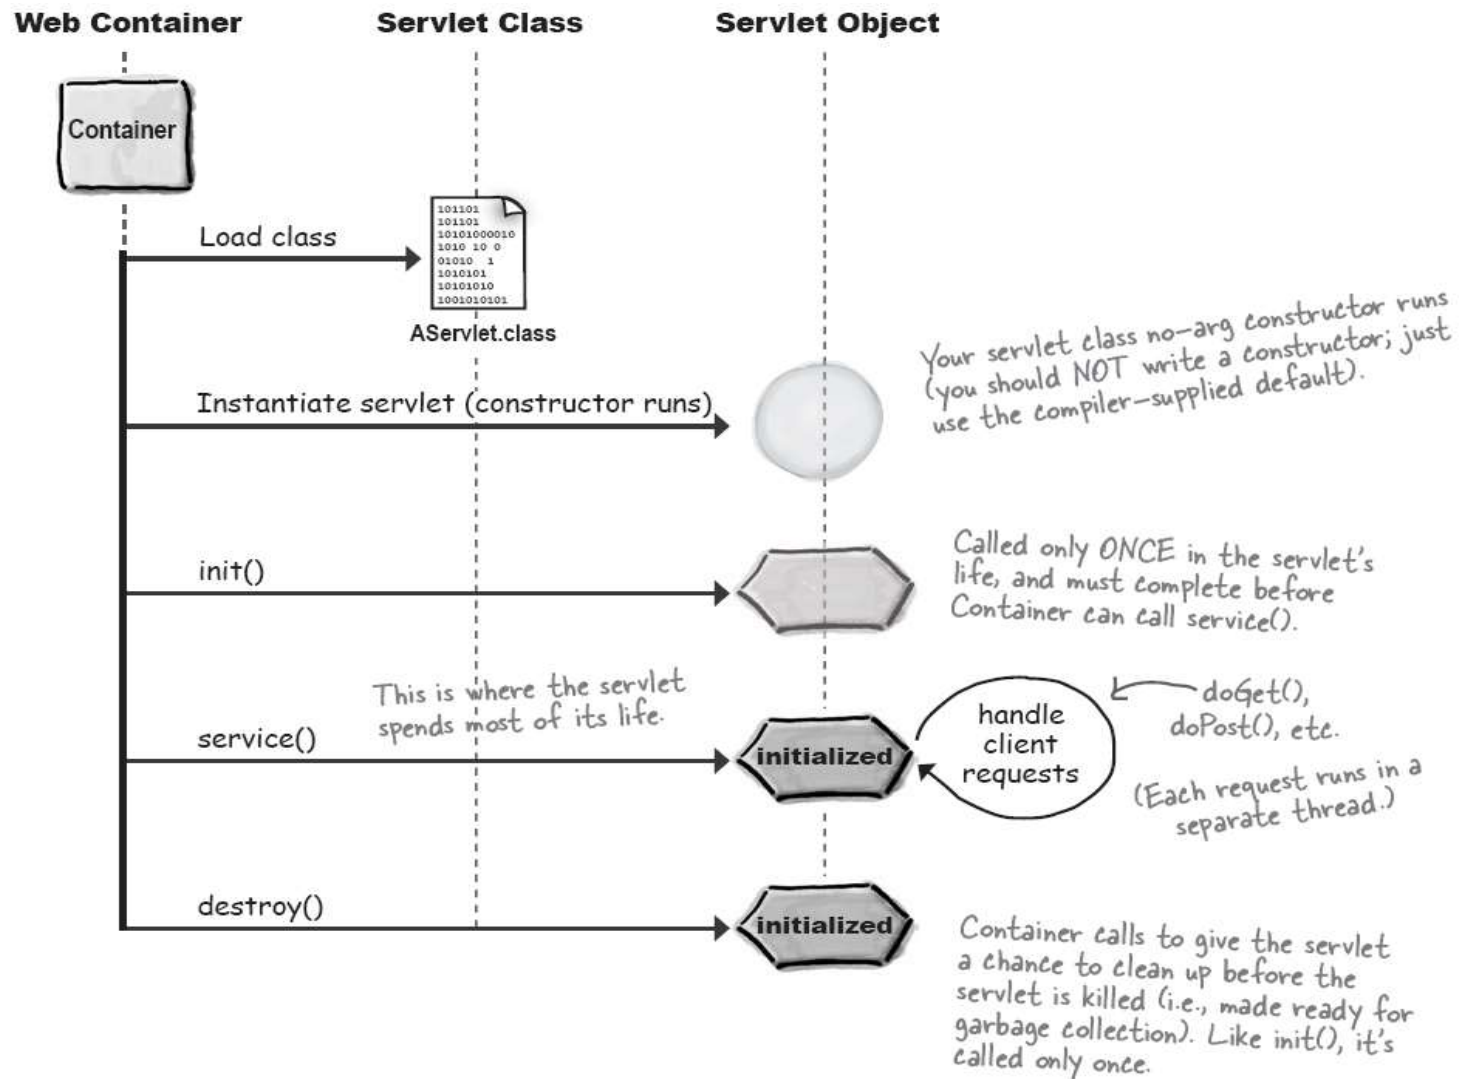 Web Container
Servlet Class
Servlet Object
Container
101101
101101
10101000010
1010 10 0
01010 1
1010101
10101010
1001010101
Load class
AServlet.class
Your servlet class no-arg constructor runs
(you should NOT write a constructor; just
use the compiler-supplied default).
Instantiate servlet (constructor runs)
init()
Called only ONCE in the servlet's
life, and must complete before
Container can call service().
This is where the servlet
spends most of its life.
service()
initialized
handle
client
requests
doGet(),
doPost(), etc.
(Each request runs in a
separate thread.)
destroy()
initialized
Container calls to give the servlet
a chance to clean up before the
servlet is killed (i.e., made ready for
garbage collection). Like init(), it's
called only once.